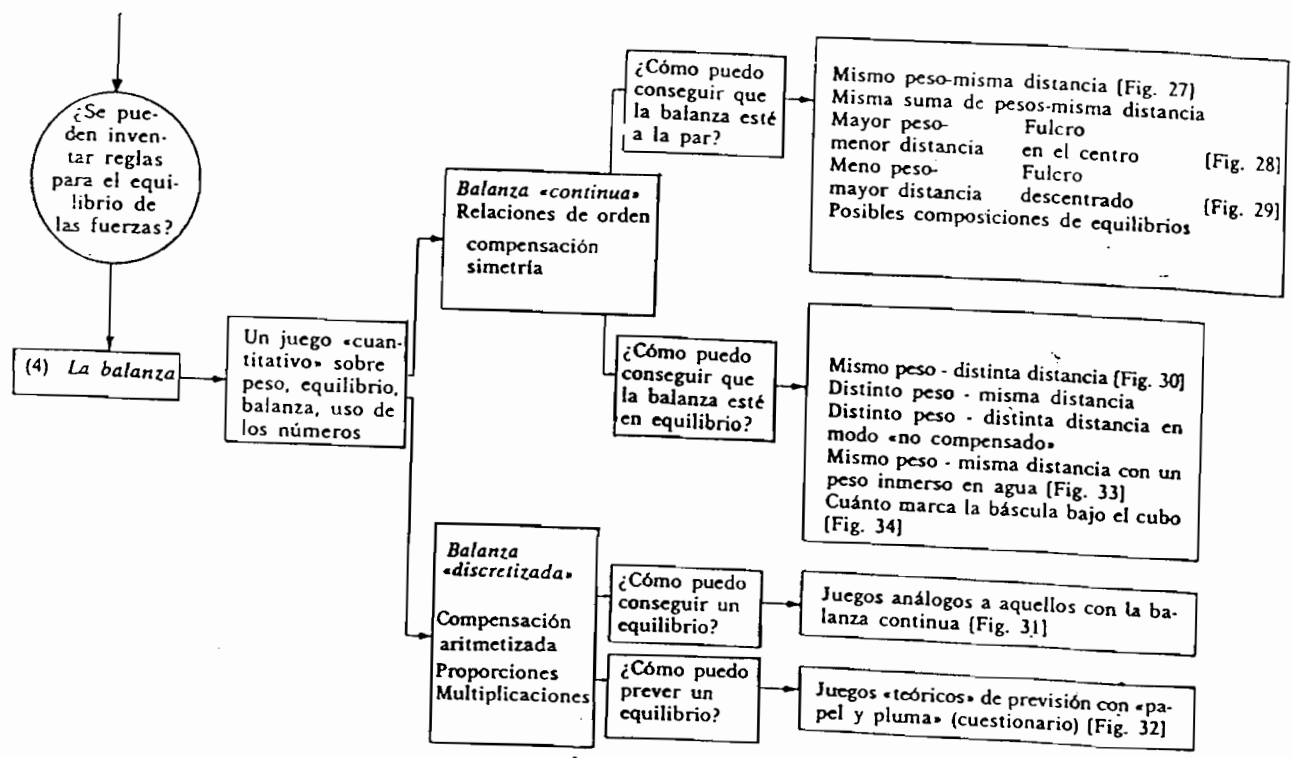 ¿Se pue-
den inven-
tar reglas
para el equi-
librio de
las fuerzas?
(4) La balanza
Un juego «cuan-
titativo» sobre
peso, equilibrio,
balanza, uso de
los números
Balanza «continua»
Relaciones de orden
compensación
simetría
¿Cómo puedo
conseguir que
la balanza esté
a la par?
Mismo peso-misma distancia [Fig. 27]
Misma suma de pesos-misma distancia
Mayor peso- Fulcro
menor distancia en el centro [Fig. 28]
Meno peso- Fulcro
mayor distancia descentrado [Fig. 29]
Posibles composiciones de equilibrios
¿Cómo puedo
conseguir que
la balanza esté
en equilibrio?
Mismo peso - distinta distancia [Fig. 30]
Distinto peso - misma distancia
Distinto peso - distinta distancia en
modo «no compensado»
Mismo peso - misma distancia con un
peso inmerso en agua [Fig. 33]
Cuánto marca la báscula bajo el cubo
[Fig. 34]
Balanza
«discretizada»
Compensación
aritmetizada
Proporciones
Multiplicaciones
¿Cómo puedo
conseguir un
equilibrio?
Juegos análogos a aquellos con la ba-
lanza continua [Fig. 31]
¿Cómo puedo
prever un
equilibrio?
Juegos «teóricos» de previsión con «pa-
pel y pluma» (cuestionario) [Fig. 32]